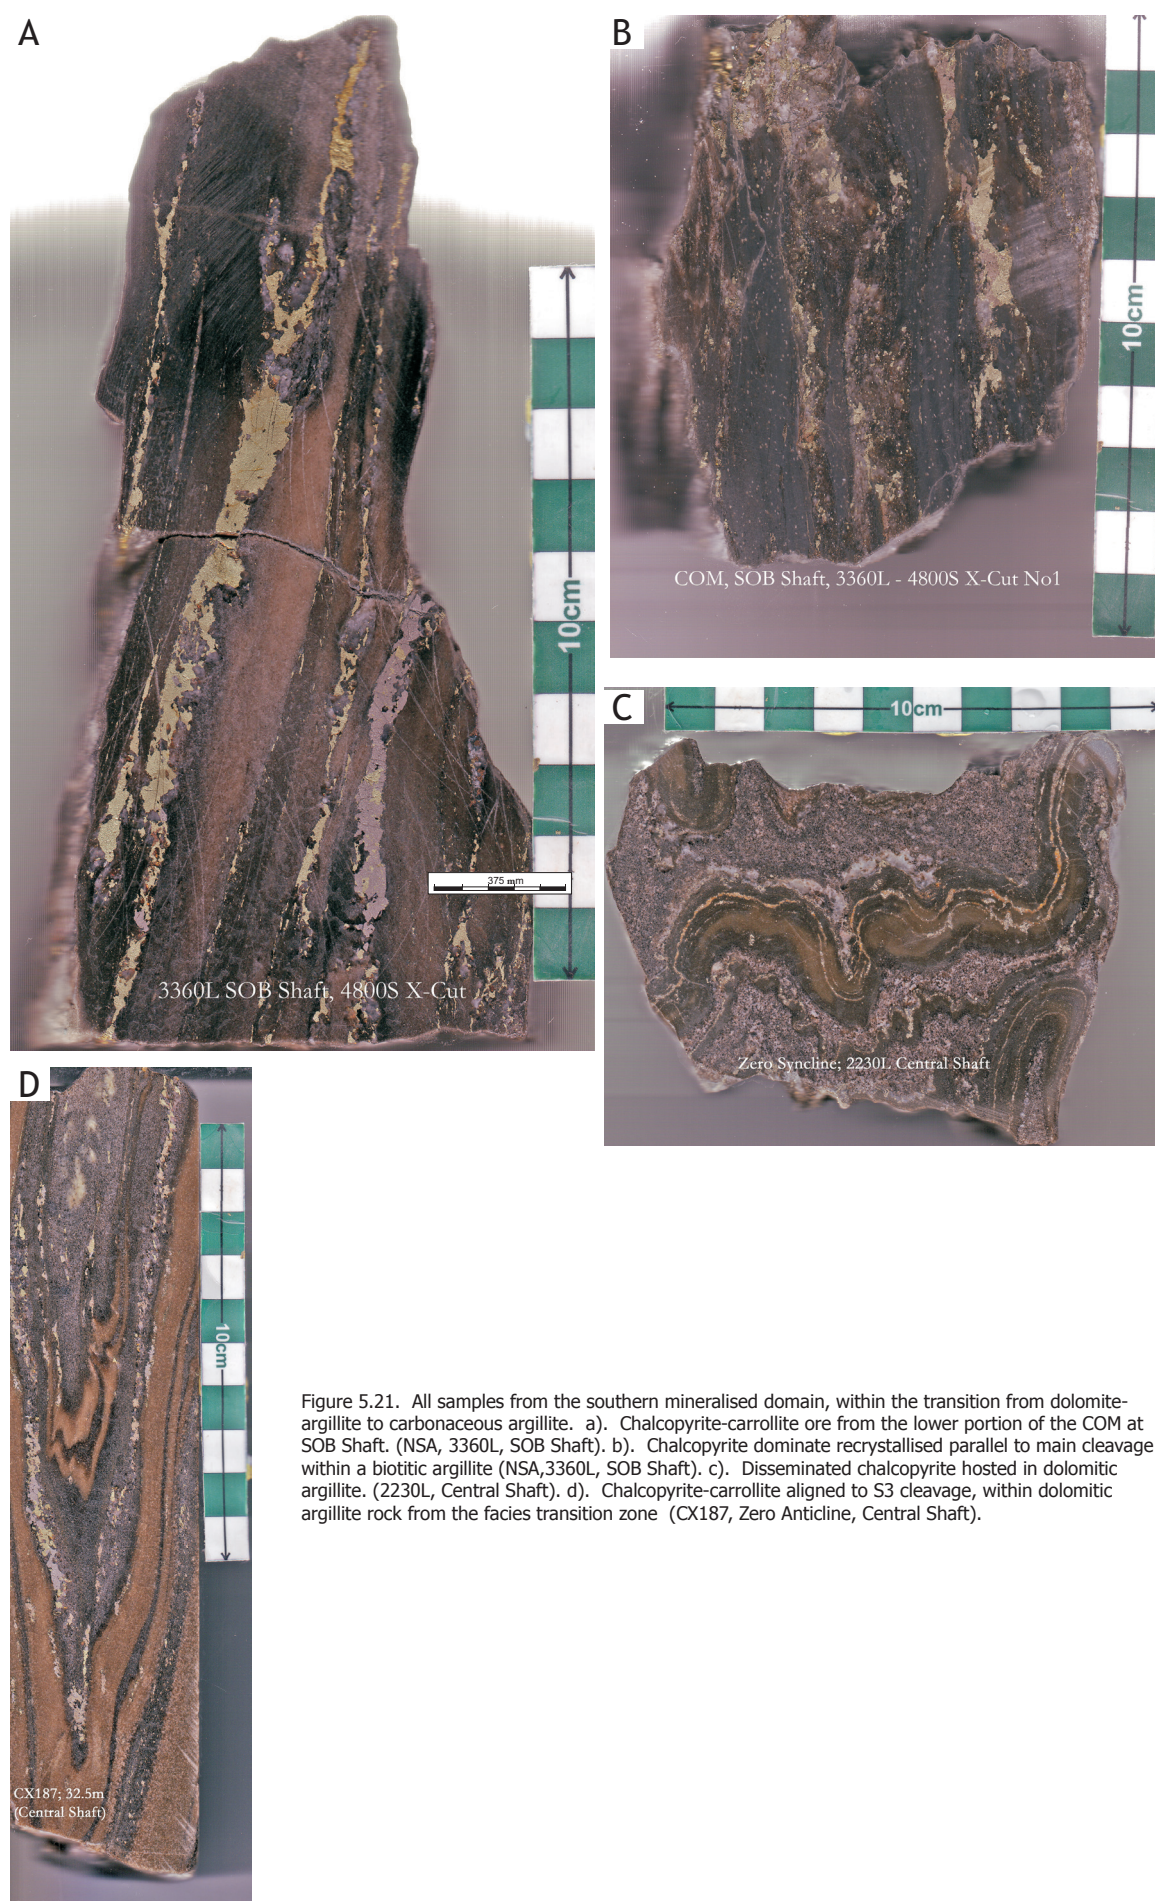 A
B
10cm
COM, SOB Shaft, 3360L - 4800S X-Cut No1
10cm
375 mm
3360L SOB Shaft, 4800S X-Cut
C
10cm
Zero Syncline; 2230L Central Shaft
D
10cm
CX187; 32.5m
(Central Shaft)
Figure 5.21. All samples from the southern mineralised domain, within the transition from dolomite-
argillite to carbonaceous argillite. a). Chalcopyrite-carrollite ore from the lower portion of the COM at
SOB Shaft. (NSA, 3360L, SOB Shaft). b). Chalcopyrite dominate recrystallised parallel to main cleavage
within a biotitic argillite (NSA,3360L, SOB Shaft). c). Disseminated chalcopyrite hosted in dolomitic
argillite. (2230L, Central Shaft). d). Chalcopyrite-carrollite aligned to S3 cleavage, within dolomitic
argillite rock from the facies transition zone (CX187, Zero Anticline, Central Shaft).